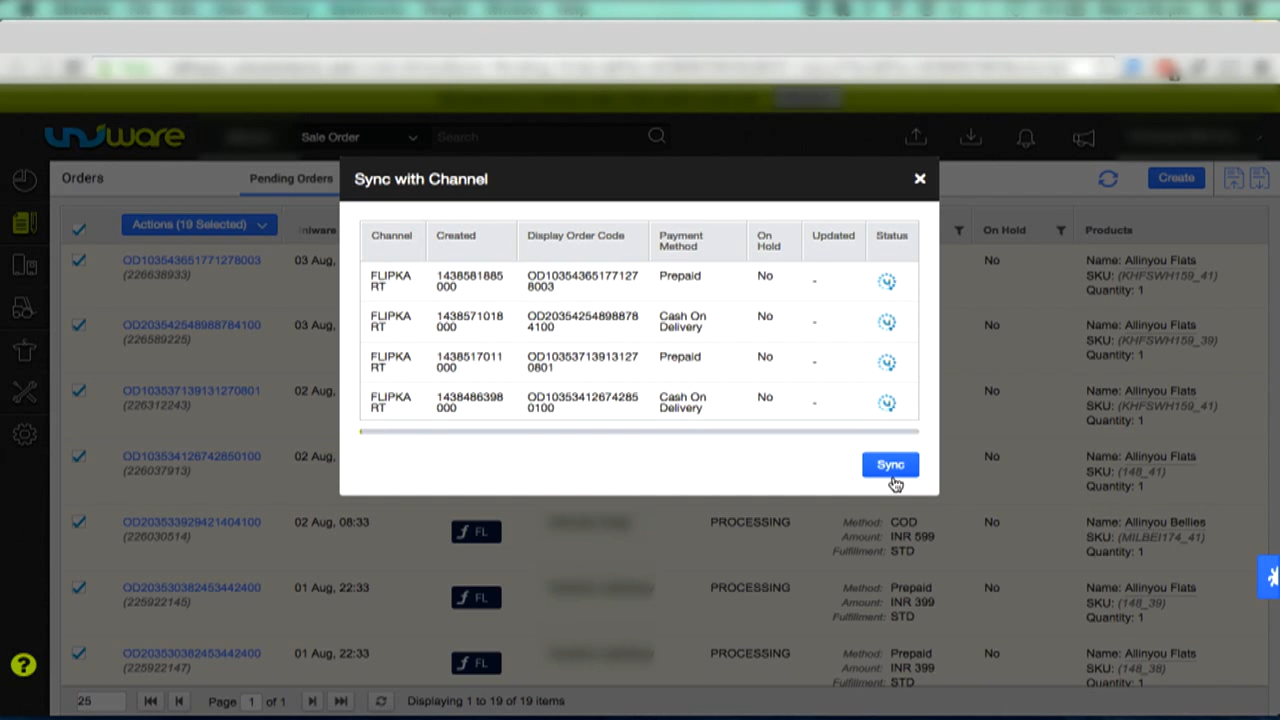 uniware
Sale Order
Search
Orders
Pending Orders
Create
Sync with Channel
×
Actions (19 Selected)
On Hold
Products
Channel Created Display Order Code Payment Method On Hold Updated Status
FLIPKA
RT
1438581885
000
OD10354365177127
8003
Prepaid
No
-
FLIPKA
RT
1438571018
000
OD20354254898878
4100
Cash On
Delivery
No
-
FLIPKA
RT
1438517011
000
OD10353713913127
0801
Prepaid
No
-
FLIPKA
RT
1438486398
000
OD10353412674285
0100
Cash On
Delivery
No
-
Sync
OD103543651771278003
(226638933)
03 Aug,
No
Name: Allinyou Flats
SKU: (KHFSWH159_41)
Quantity: 1
OD203542548988784100
(226589225)
03 Aug,
No
Name: Allinyou Flats
SKU: (KHFSWH159_39)
Quantity: 1
OD103537139131270801
(226312243)
02 Aug,
No
Name: Allinyou Flats
SKU: (KHFSWH159_41)
Quantity: 1
OD103534126742850100
(226037913)
02 Aug,
No
Name: Allinyou Flats
SKU: (148_41)
Quantity: 1
OD203533929421404100
(226030514)
02 Aug, 08:33
FL
PROCESSING
Method: COD
Amount: INR 599
Fulfillment: STD
No
Name: Allinyou Bellies
SKU: (MILBEI174_41)
Quantity: 1
OD203530382453442400
(225922145)
01 Aug, 22:33
FL
PROCESSING
Method: Prepaid
Amount: INR 399
Fulfillment: STD
No
Name: Allinyou Flats
SKU: (148_39)
Quantity: 1
OD203530382453442400
(225922147)
01 Aug, 22:33
FL
PROCESSING
Method: Prepaid
Amount: INR 399
Fulfillment: STD
No
Name: Allinyou Flats
SKU: (148_38)
Quantity: 1
?
25
Page 1 of 1
Displaying 1 to 19 of 19 items